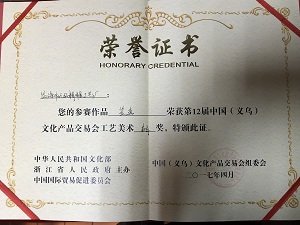 荣誉证书
HONORARY CREDENTIAL
您的参赛作品 荣获第12届中国（义乌）
文化产品交易会工艺美术 奖。特颁此证。
中华人民共和国文化部
浙江省人民政府 主办
中国国际贸易促进委员会
中国（义乌）文化产品交易会组委会
二〇一七年四月